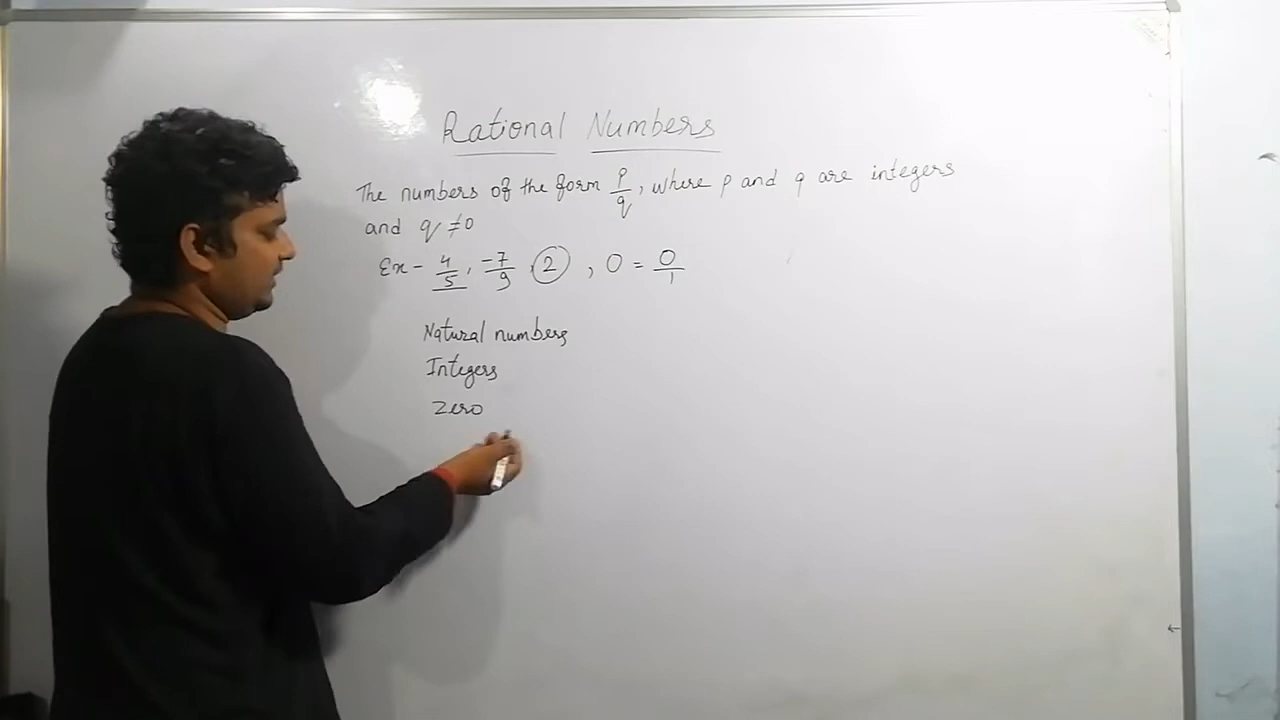 Rational Numbers
The numbers of the form p/q, where p and q are integers
and q ≠ 0
Ex - 4/5, -7/9, 2, 0 = 0/1
Natural numbers
Integers
Zero